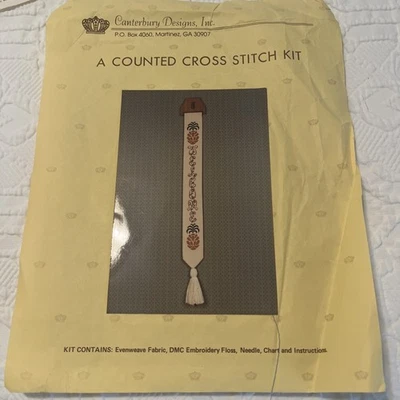 Canterbury Designs, Int.
P.O. Box 4060, Martinez, GA 30907
A COUNTED CROSS STITCH KIT
KIT CONTAINS: Evenweave Fabric, DMC Embroidery Floss, Needle, Chart and Instructions